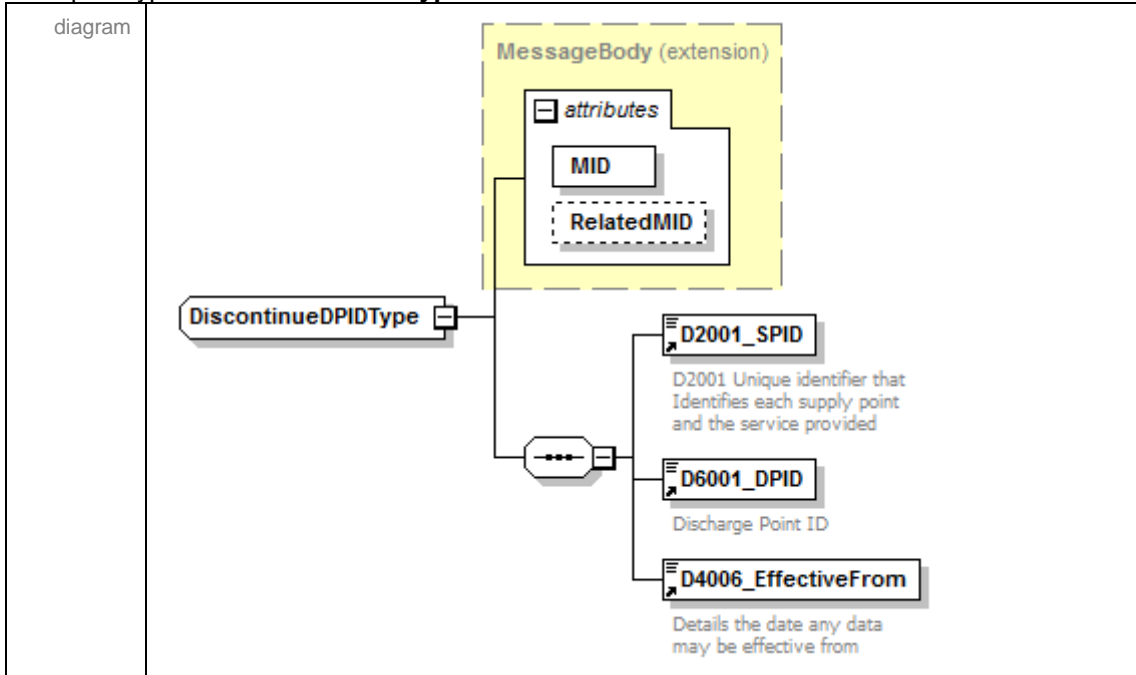 diagram
MessageBody (extension)
attributes
MID
RelatedMID
DiscontinueDPIDType
D2001_SPID
D2001 Unique identifier that
Identifies each supply point
and the service provided
D6001_DPID
Discharge Point ID
D4006_EffectiveFrom
Details the date any data
may be effective from